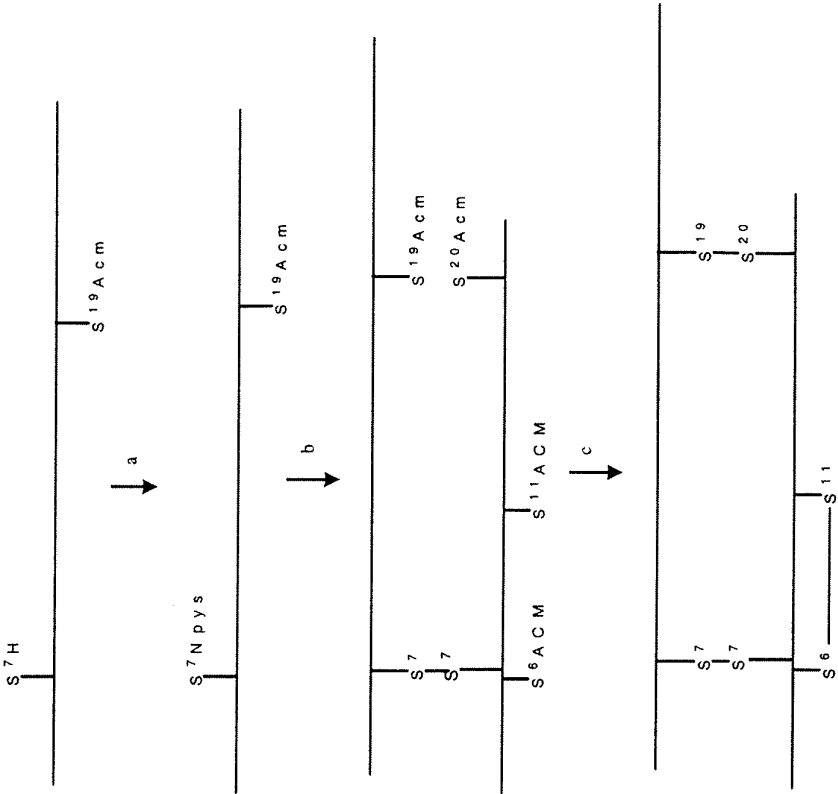 S⁷H
S¹⁹Acm
a
S⁷Npys
S¹⁹Acm
b
S¹⁹Acm
S²⁰Acm
S⁷
S⁷
S⁶ACM
S¹¹ACM
c
S¹⁹
S²⁰
S⁷
S⁷
S⁶
S¹¹